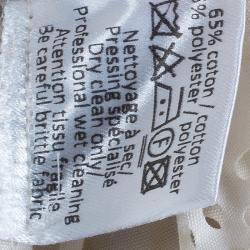 65% coton / cotton
% polyester / polyester
Nettoyage à sec/
Pressing spécialisé
Dry clean only/
Professional wet cleaning
Attention tissu fragile
Be careful brittle fabric